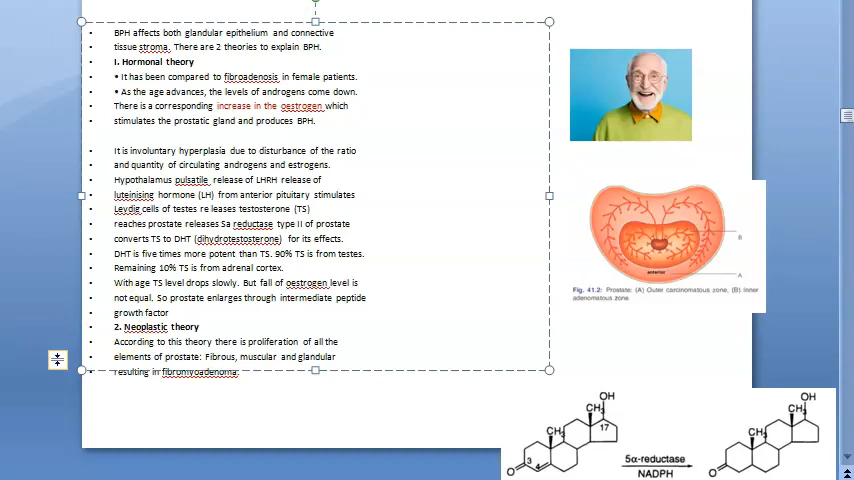 BPH affects both glandular epithelium and connective
tissue stroma. There are 2 theories to explain BPH.
I. Hormonal theory
• It has been compared to fibroadenosis in female patients.
• As the age advances, the levels of androgens come down.
There is a corresponding increase in the oestrogen which
stimulates the prostatic gland and produces BPH.
It is involuntary hyperplasia due to disturbance of the ratio
and quantity of circulating androgens and estrogens.
Hypothalamus pulsatile release of LHRH release of
luteinising hormone (LH) from anterior pituitary stimulates
Leydig cells of testes re leases testosterone (TS)
reaches prostate releases 5a reductase type II of prostate
converts TS to DHT (dihydrotestosterone) for its effects.
DHT is five times more potent than TS. 90% TS is from testes.
Remaining 10% TS is from adrenal cortex.
With age TS level drops slowly. But fall of oestrogen level is
not equal. So prostate enlarges through intermediate peptide
growth factor
2. Neoplastic theory
According to this theory there is proliferation of all the
elements of prostate: Fibrous, muscular and glandular
resulting in fibromyoadenoma.
B
anterior
A
Fig. 41.2: Prostate: (A) Outer carcinomatous zone, (B) Inner
adenomatous zone.
OH
CH3
17
CH3
3
4
O
5α-reductase
NADPH
OH
CH3
CH3
O